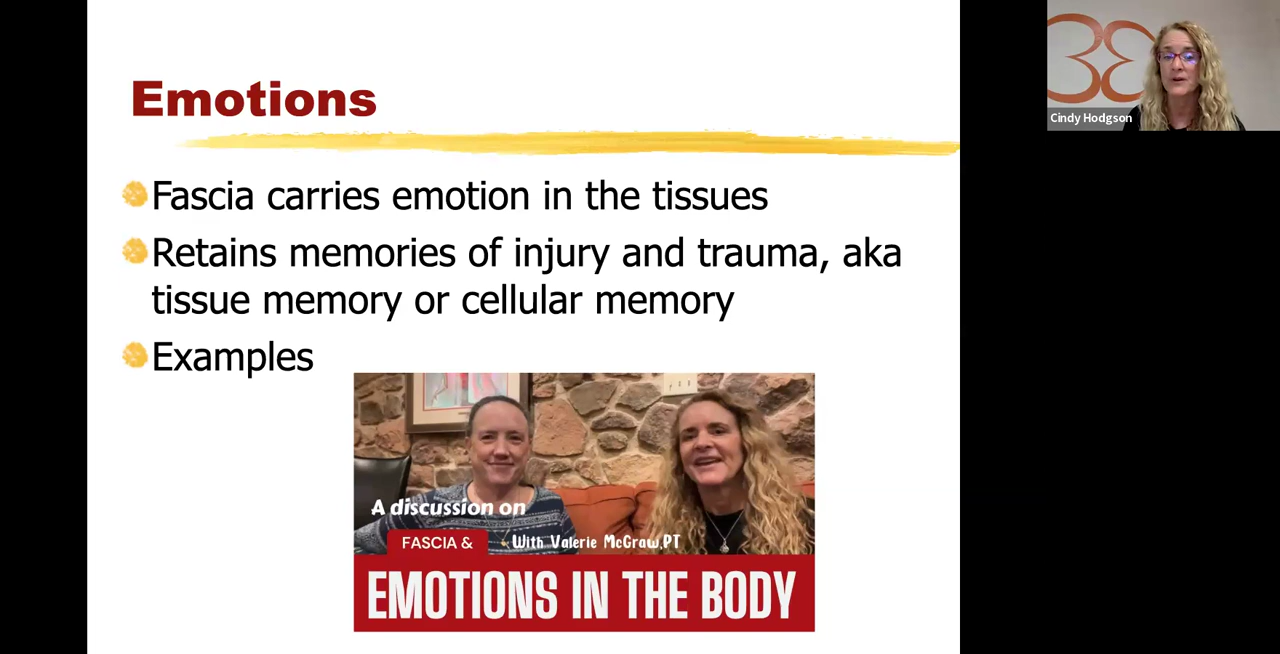 Emotions
Fascia carries emotion in the tissues
Retains memories of injury and trauma, aka
tissue memory or cellular memory
Examples
A discussion on
FASCIA &
With Valerie McGraw,PT
EMOTIONS IN THE BODY
Cindy Hodgson